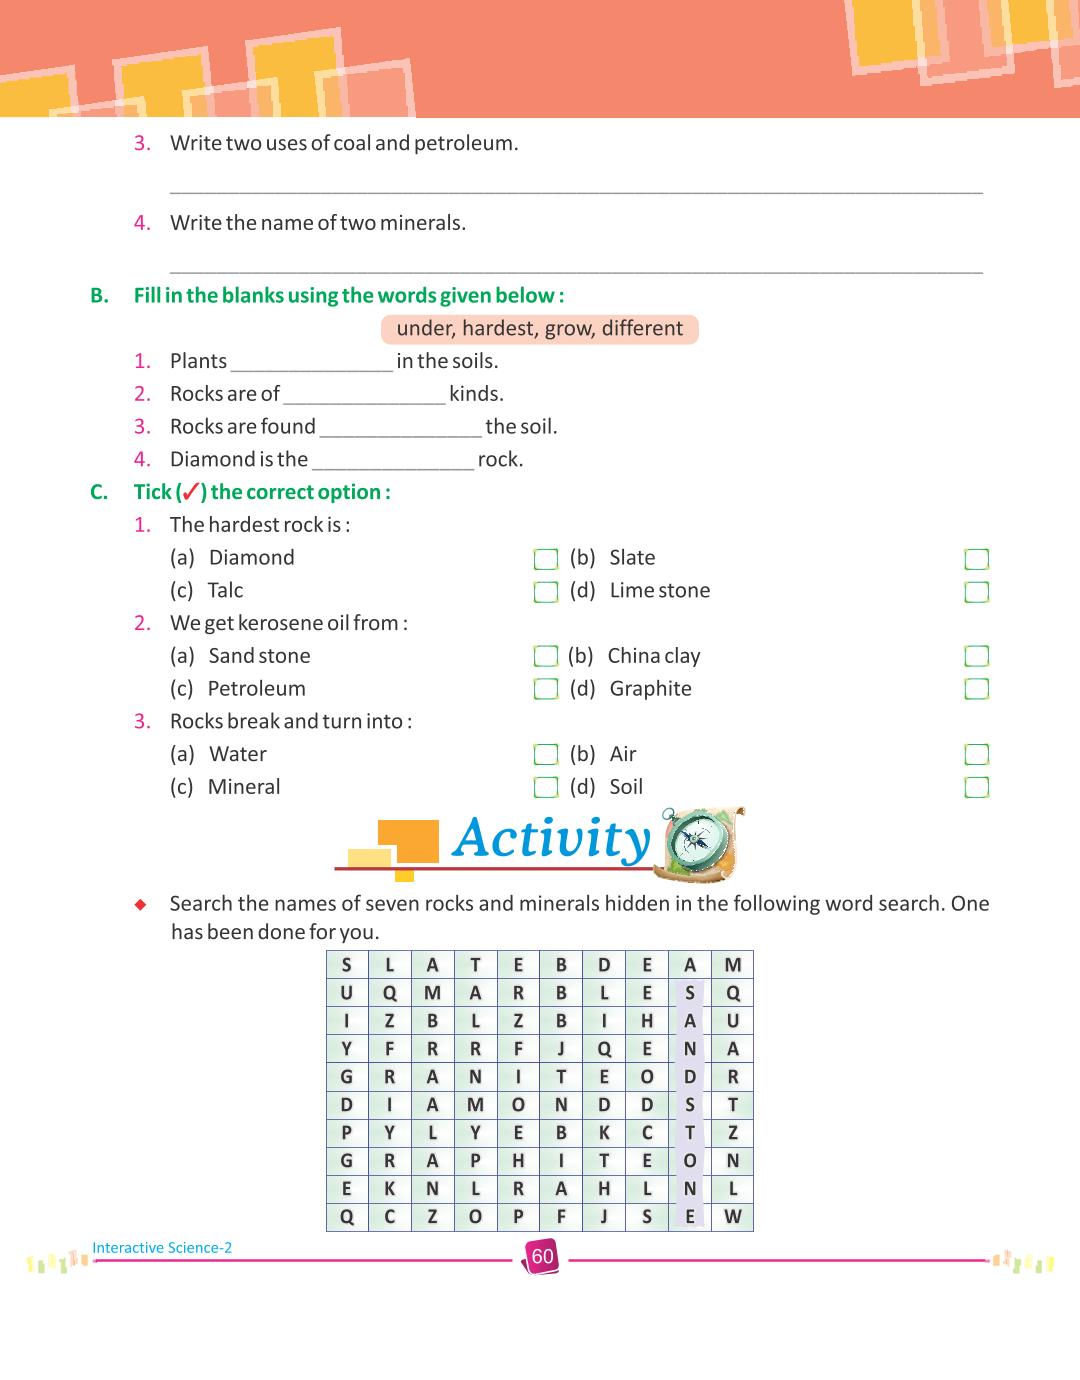 3. Write two uses of coal and petroleum.
4. Write the name of two minerals.
B. Fill in the blanks using the words given below :
under, hardest, grow, different
1. Plants ______________ in the soils.
2. Rocks are of ______________ kinds.
3. Rocks are found ______________ the soil.
4. Diamond is the ______________ rock.
C. Tick (✓) the correct option :
1. The hardest rock is :
(a) Diamond (b) Slate
(c) Talc (d) Lime stone
2. We get kerosene oil from :
(a) Sand stone (b) China clay
(c) Petroleum (d) Graphite
3. Rocks break and turn into :
(a) Water (b) Air
(c) Mineral (d) Soil
Activity
◆ Search the names of seven rocks and minerals hidden in the following word search. One
has been done for you.
S L A T E B D E A M
U Q M A R B L E S Q
I Z B L Z B I H A U
Y F R R F J Q E N A
G R A N I T E O D R
D I A M O N D D S T
P Y L Y E B K C T Z
G R A P H I T E O N
E K N L R A H L N L
Q C Z O P F J S E W
Interactive Science-2
60